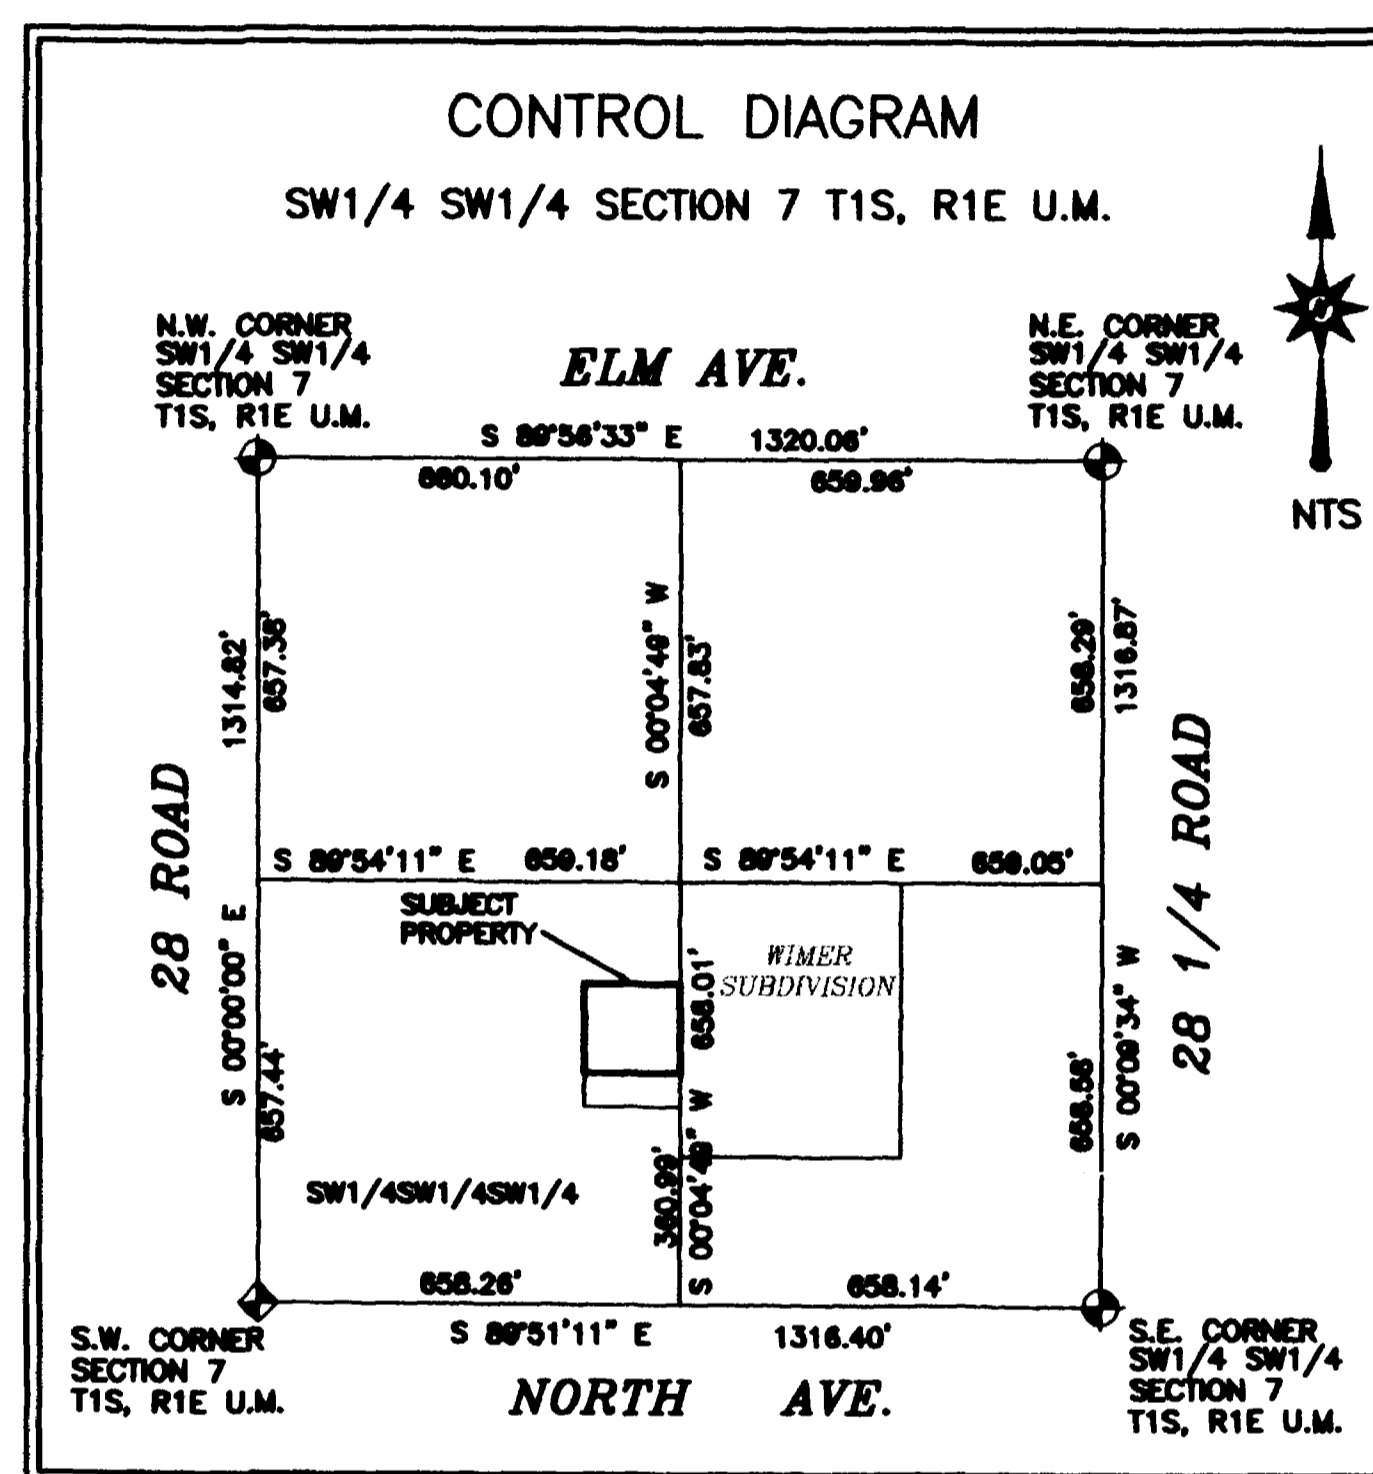 CONTROL DIAGRAM
SW1/4 SW1/4 SECTION 7 T1S, R1E U.M.
N.W. CORNER
SW1/4 SW1/4
SECTION 7
T1S, R1E U.M.
ELM AVE.
N.E. CORNER
SW1/4 SW1/4
SECTION 7
T1S, R1E U.M.
NTS
S 89°56'33" E 1320.06'
660.10' 659.96'
28 ROAD
1314.82'
657.38'
S 00°04'49" W
657.83'
658.29'
1316.87'
28 1/4 ROAD
S 89°54'11" E 659.18'
S 89°54'11" E 659.05'
SUBJECT
PROPERTY
WIMER
SUBDIVISION
S 00°00'00" E
657.44'
658.01'
360.99'
S 00°04'49" W
658.58'
S 00°09'34" W
SW1/4SW1/4SW1/4
658.26' 658.14'
S 89°51'11" E 1316.40'
S.W. CORNER
SECTION 7
T1S, R1E U.M.
NORTH AVE.
S.E. CORNER
SW1/4 SW1/4
SECTION 7
T1S, R1E U.M.